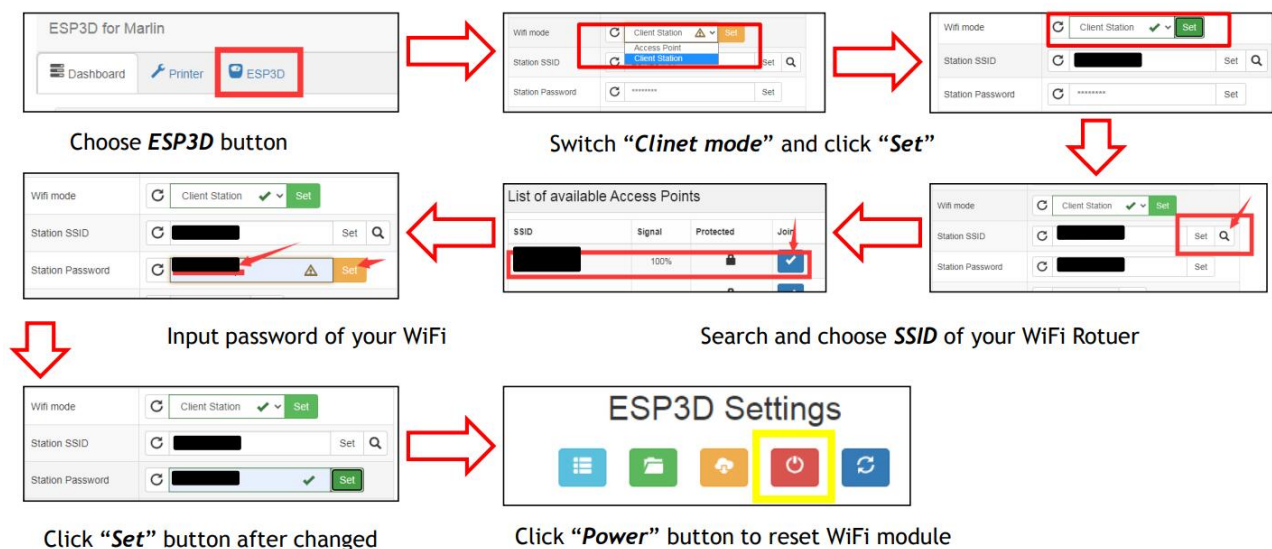 ESP3D for Marlin
Dashboard Printer ESP3D
Choose ESP3D button
Wifi mode Client Station Set
Access Point
Client Station
Station SSID Set
Station Password ******** Set
Switch “Clinet mode” and click “Set”
Wifi mode Client Station Set
Station SSID Set
Station Password ******** Set
Wifi mode Client Station Set
Station SSID Set
Station Password Set
List of available Access Points
SSID Signal Protected Join
100%
Search and choose SSID of your WiFi Rotuer
Wifi mode Client Station Set
Station SSID Set
Station Password Set
Input password of your WiFi
Wifi mode Client Station Set
Station SSID Set
Station Password Set
Click “Set” button after changed
ESP3D Settings
Click “Power” button to reset WiFi module